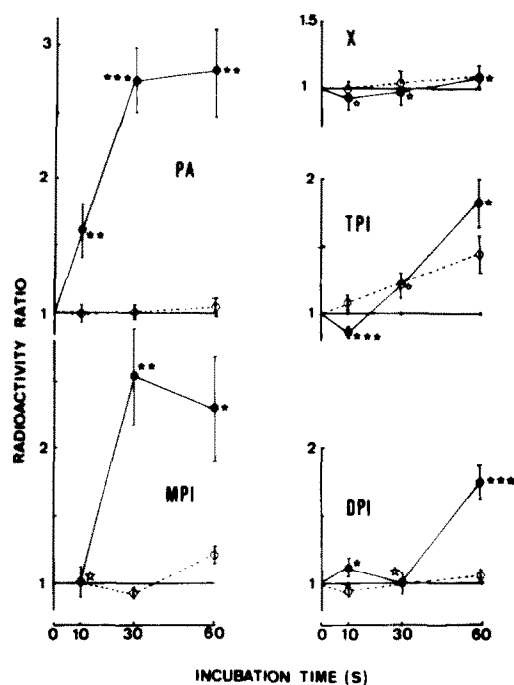 RADIOACTIVITY RATIO
3
2
1
PA
***
**
**
2
1
MPI
**
*
☆
0 10 30 60
1.5
1
X
☆
☆
*
2
1
TPI
*
☆
***
2
1
DPI
***
*
☆
0 10 30 60
INCUBATION TIME (S)